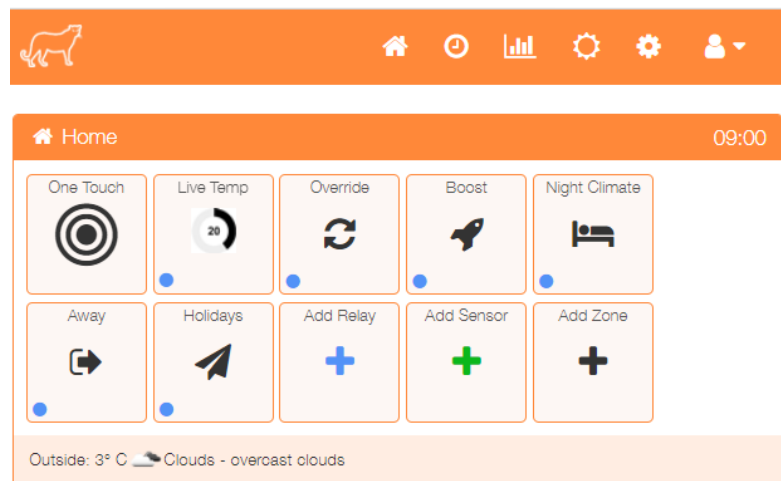 Home 09:00
One Touch Live Temp Override Boost Night Climate
20
Away Holidays Add Relay Add Sensor Add Zone
Outside: 3° C Clouds - overcast clouds